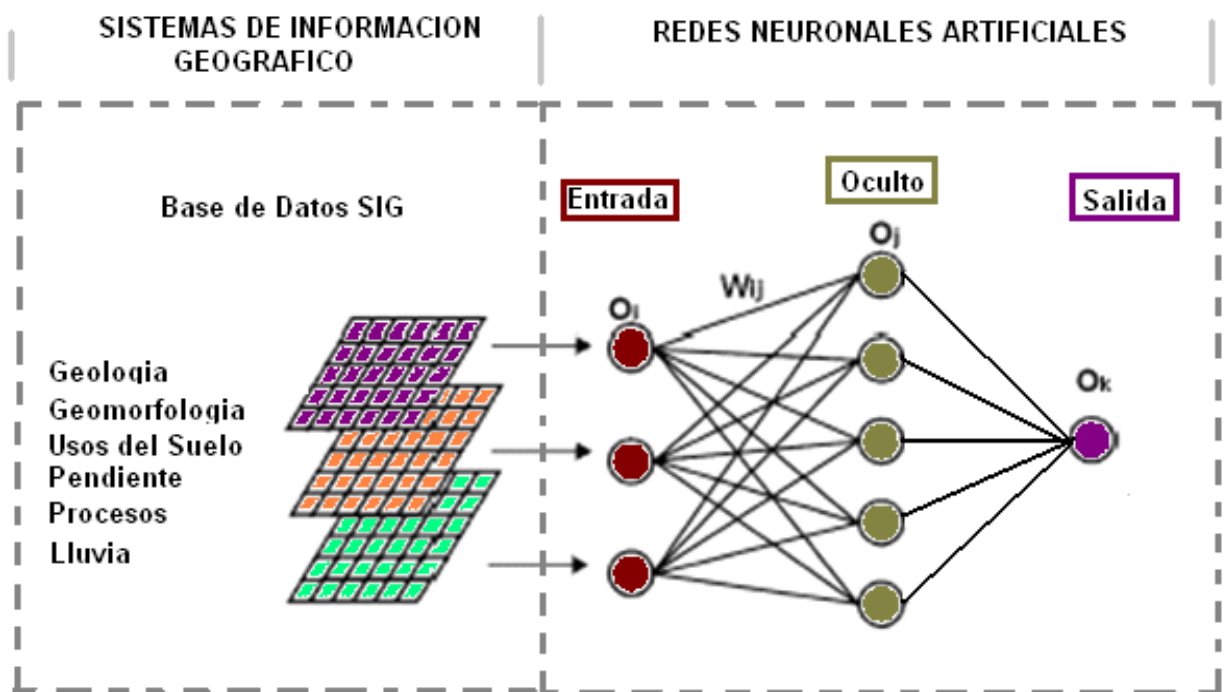 SISTEMAS DE INFORMACION
GEOGRAFICO
REDES NEURONALES ARTIFICIALES
Base de Datos SIG
Geologia
Geomorfologia
Usos del Suelo
Pendiente
Procesos
Lluvia
Entrada
Oculto
Salida
Oi
Wij
Oj
Ok